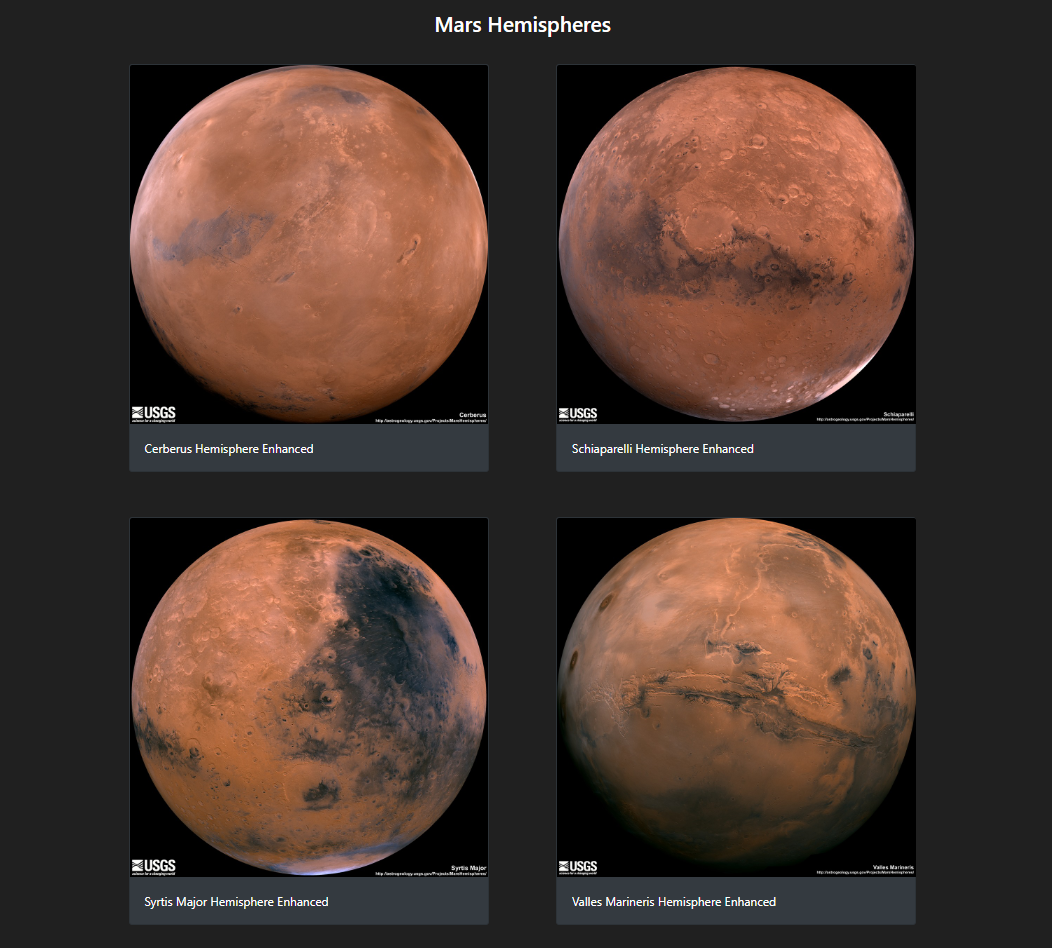 Mars Hemispheres
USGS
science for a changing world
Cerberus
http://astrogeology.usgs.gov/Projects/MarsHemispheres/
Cerberus Hemisphere Enhanced
USGS
science for a changing world
Schiaparelli
http://astrogeology.usgs.gov/Projects/MarsHemispheres/
Schiaparelli Hemisphere Enhanced
USGS
science for a changing world
Syrtis Major
http://astrogeology.usgs.gov/Projects/MarsHemispheres/
Syrtis Major Hemisphere Enhanced
USGS
science for a changing world
Valles Marineris
http://astrogeology.usgs.gov/Projects/MarsHemispheres/
Valles Marineris Hemisphere Enhanced